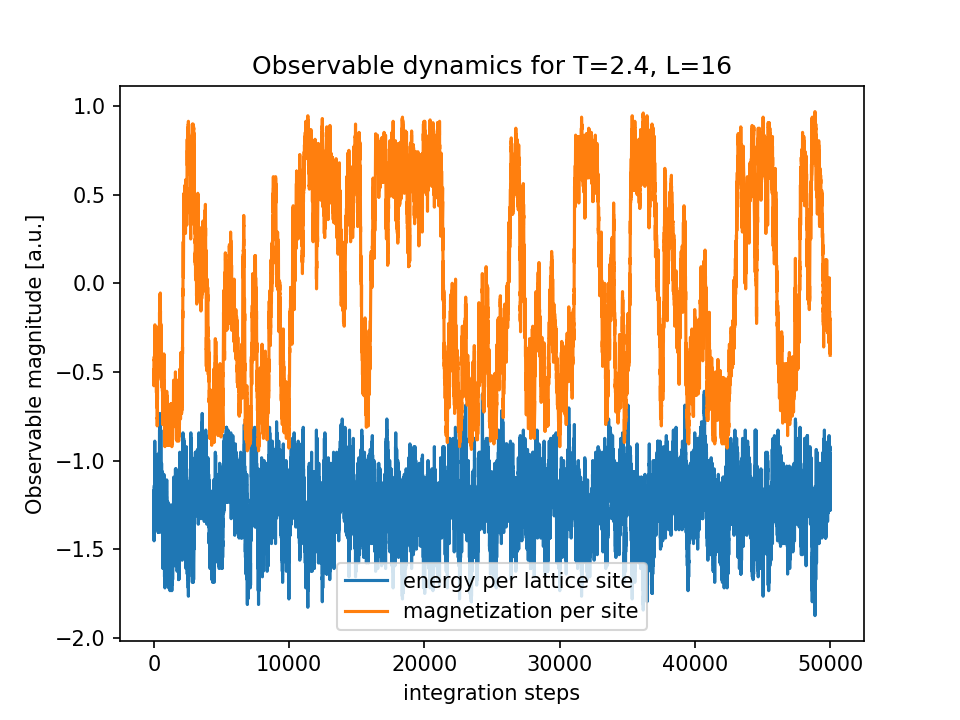 Observable dynamics for T=2.4, L=16
Observable magnitude [a.u.]
1.0
0.5
0.0
−0.5
−1.0
−1.5
−2.0
energy per lattice site
magnetization per site
0 10000 20000 30000 40000 50000
integration steps